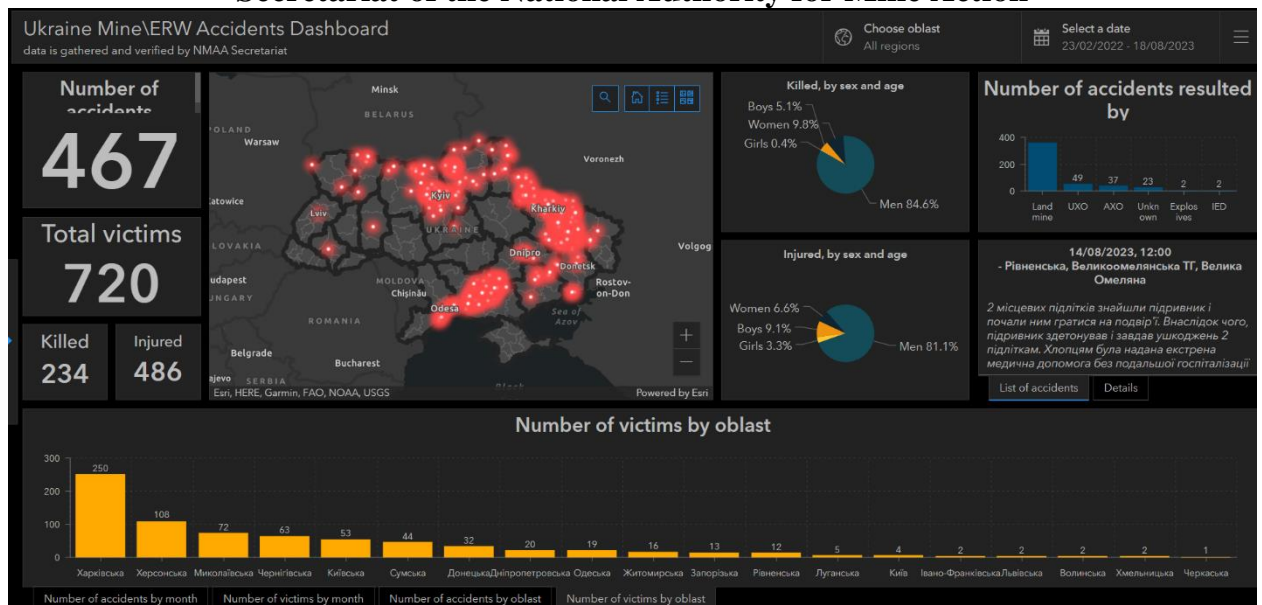 Secretariat of the National Authority for Mine Action
Ukraine Mine\ERW Accidents Dashboard
data is gathered and verified by NMAA Secretariat
Choose oblast
All regions
Select a date
23/02/2022 - 18/08/2023
Number of
accidents
467
Total victims
720
Killed
234
Injured
486
Minsk
BELARUS
POLAND
Warsaw
Voronezh
Katowice
Kyiv
Lviv
Kharkiv
UKRAINE
SLOVAKIA
Volgog
Dnipro
Donetsk
Budapest
HUNGARY
MOLDOVA
Chișinău
Rostov-
on-Don
Odesa
Sea of
Azov
ROMANIA
Belgrade
Bucharest
SERBIA
Esri, HERE, Garmin, FAO, NOAA, USGS
Powered by Esri
Killed, by sex and age
Boys 5.1%
Women 9.8%
Girls 0.4%
Men 84.6%
Injured, by sex and age
Women 6.6%
Boys 9.1%
Girls 3.3%
Men 81.1%
Number of accidents resulted
by
400
200
0
49
37
23
2
2
Land
mine
UXO
AXO
Unkn
own
Explos
ives
IED
14/08/2023, 12:00
- Рівненська, Великоомелянська ТГ, Велика
Омеляна
2 місцевих підлітків знайшли підривник і
почали ним гратися на подвір'ї. Внаслідок чого,
підривник здетонував і завдав ушкоджень 2
підліткам. Хлопцям була надана екстрена
медична допомога без подальшої госпіталізації
List of accidents
Details
Number of victims by oblast
300
200
100
0
250
108
72
63
53
44
32
20
19
16
13
12
5
4
2
2
2
2
1
Харківська
Херсонська
Миколаївська
Чернігівська
Київська
Сумська
Донецька
Дніпропетровська
Одеська
Житомирська
Запорізька
Рівненська
Луганська
Київ
Івано-Франківська
Львівська
Волинська
Хмельницька
Черкаська
Number of accidents by month
Number of victims by month
Number of accidents by oblast
Number of victims by oblast